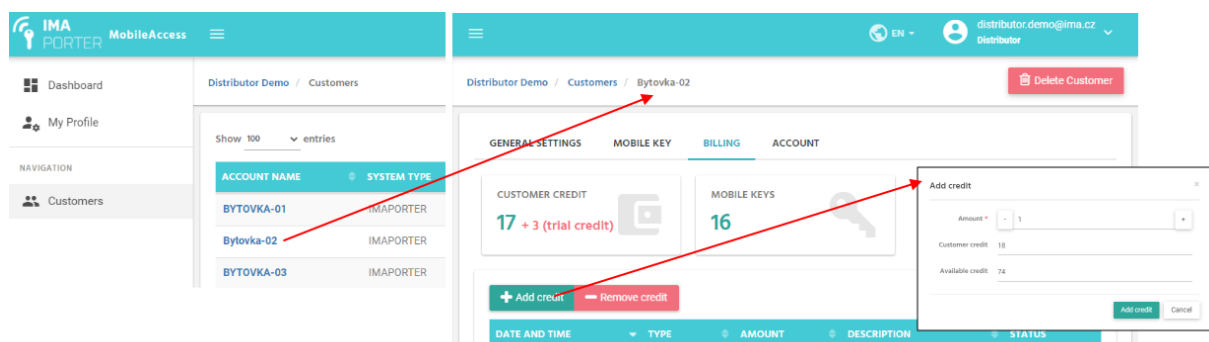 IMA
PORTER MobileAccess
Dashboard
My Profile
NAVIGATION
Customers
Distributor Demo / Customers
Show 100 entries
ACCOUNT NAME SYSTEM TYPE
BYTOVKA-01 IMAPORTER
Bytovka-02 IMAPORTER
BYTOVKA-03 IMAPORTER
EN
distributor.demo@ima.cz
Distributor
Distributor Demo / Customers / Bytovka-02
Delete Customer
GENERAL SETTINGS MOBILE KEY BILLING ACCOUNT
CUSTOMER CREDIT
17 + 3 (trial credit)
MOBILE KEYS
16
Add credit Remove credit
DATE AND TIME TYPE AMOUNT DESCRIPTION STATUS
Add credit ×
Amount * - 1 +
Customer credit 18
Available credit 74
Add credit Cancel